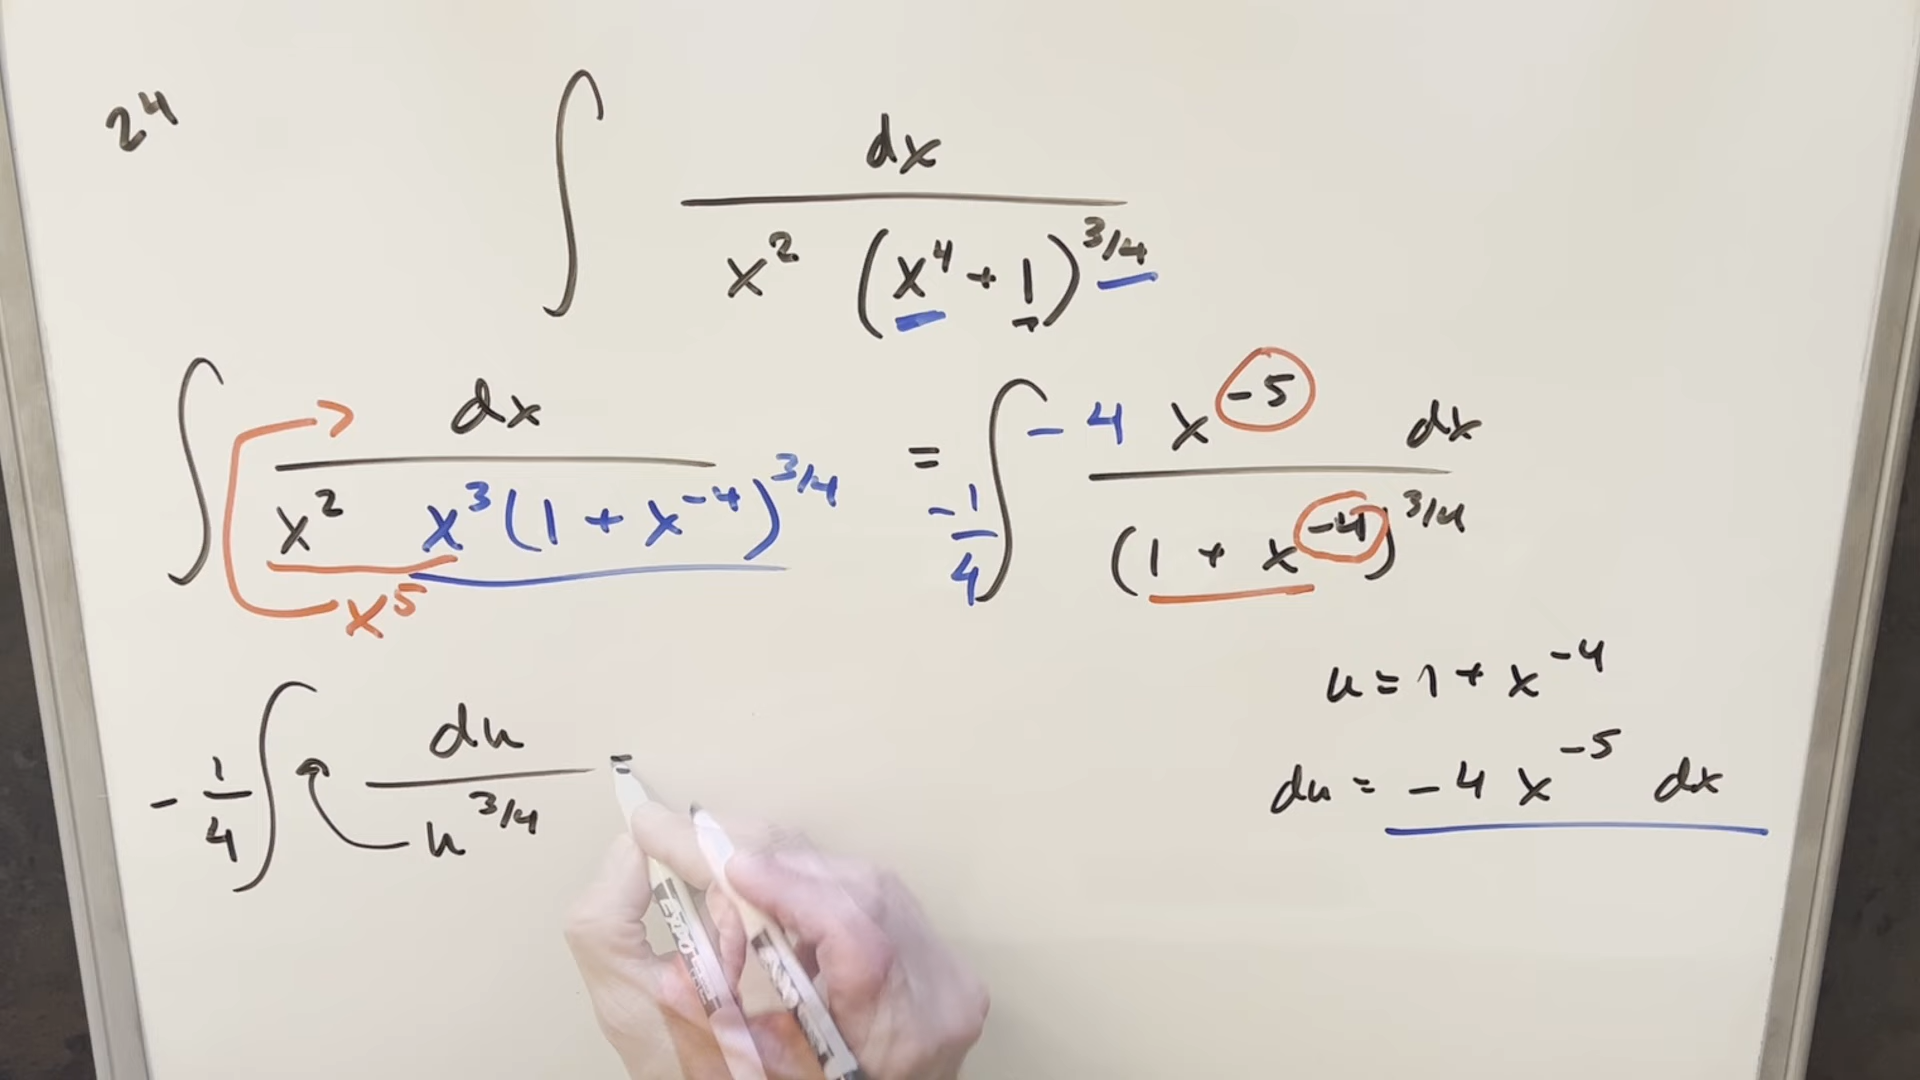 24
∫ dx / x² (x⁴ + 1)^3/4
∫ dx / x² x³(1 + x⁻⁴)^3/4 = -1/4 ∫ -4 x⁻⁵ dx / (1 + x⁻⁴)^3/4
x⁵
u = 1 + x⁻⁴
-1/4 ∫ du / u^3/4 =
du = -4 x⁻⁵ dx
EXPO